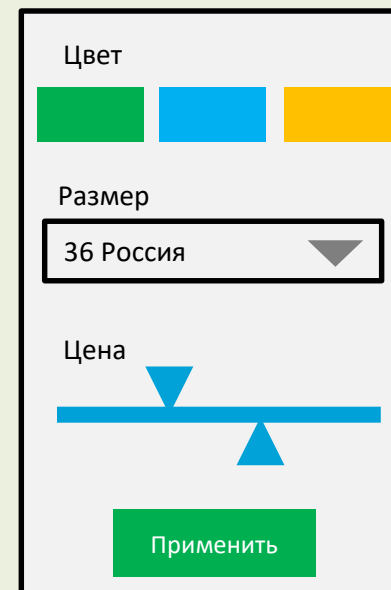 Цвет
Размер
36 Россия
Цена
Применить